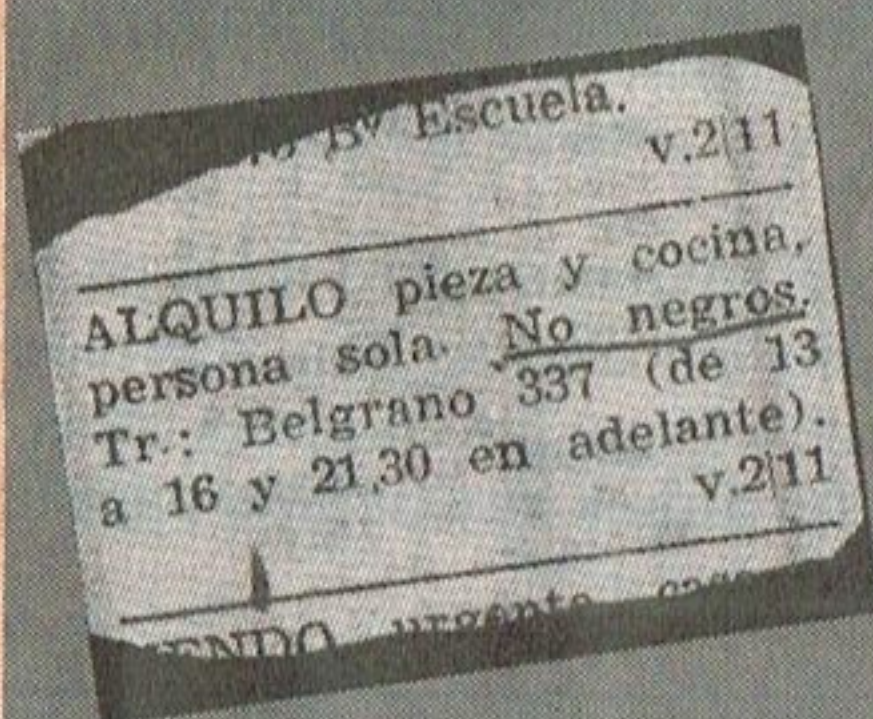 Escuela.
v.2|11
ALQUILO pieza y cocina,
persona sola. No negros.
Tr.: Belgrano 337 (de 13
a 16 y 21,30 en adelante).
v.2|11
urgente